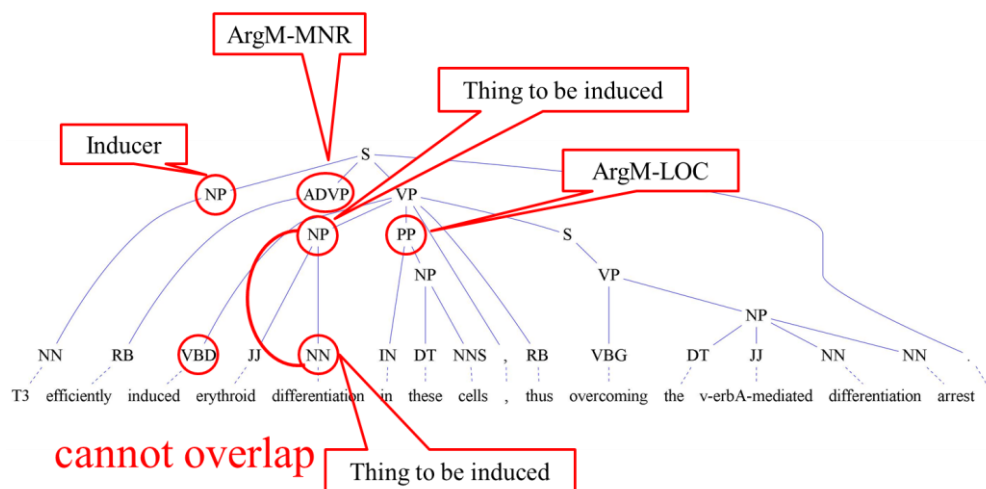 ArgM-MNR
Thing to be induced
Inducer
S
ArgM-LOC
NP ADVP VP
NP PP S
NP VP
NP
NN RB VBD JJ NN IN DT NNS , RB VBG DT JJ NN NN .
T3 efficiently induced erythroid differentiation in these cells , thus overcoming the v-erbA-mediated differentiation arrest
cannot overlap
Thing to be induced